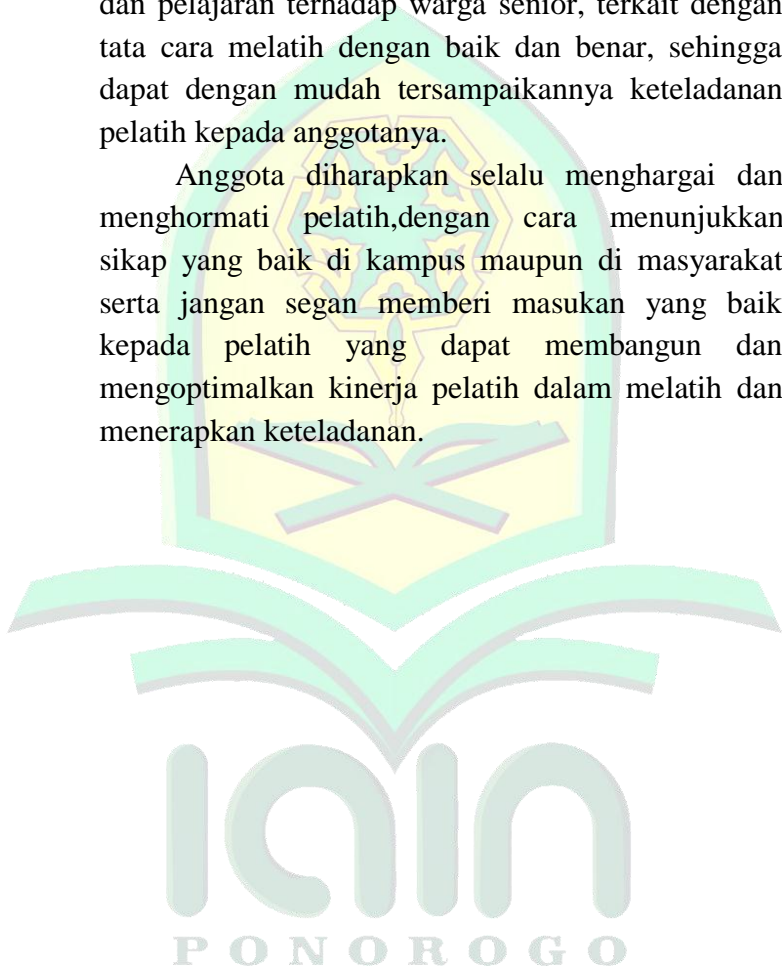 dan pelajaran terhadap warga senior, terkait dengan
tata cara melatih dengan baik dan benar, sehingga
dapat dengan mudah tersampaikannya keteladanan
pelatih kepada anggotanya.
Anggota diharapkan selalu menghargai dan
menghormati pelatih,dengan cara menunjukkan
sikap yang baik di kampus maupun di masyarakat
serta jangan segan memberi masukan yang baik
kepada pelatih yang dapat membangun dan
mengoptimalkan kinerja pelatih dalam melatih dan
menerapkan keteladanan.
IAIN
PONOROGO